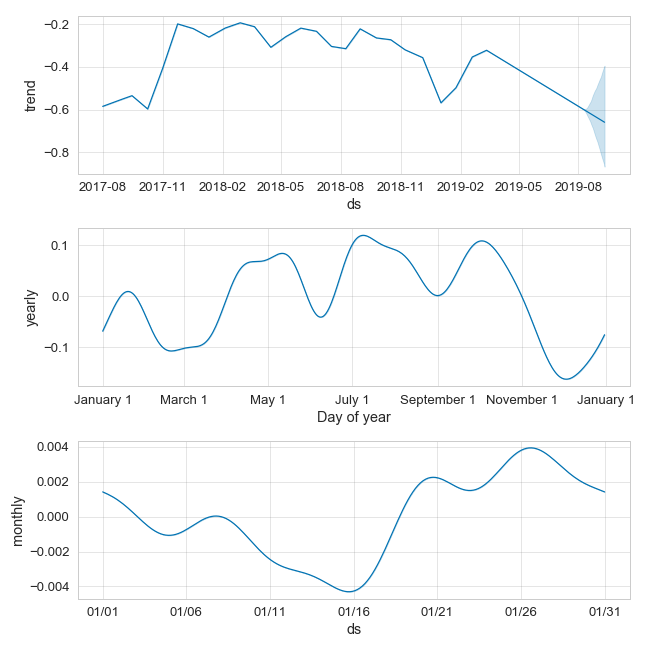 −0.2
−0.4
−0.6
−0.8
trend
2017-08 2017-11 2018-02 2018-05 2018-08 2018-11 2019-02 2019-05 2019-08
ds
0.1
0.0
−0.1
yearly
January 1 March 1 May 1 July 1 September 1 November 1 January 1
Day of year
0.004
0.002
0.000
−0.002
−0.004
monthly
01/01 01/06 01/11 01/16 01/21 01/26 01/31
ds